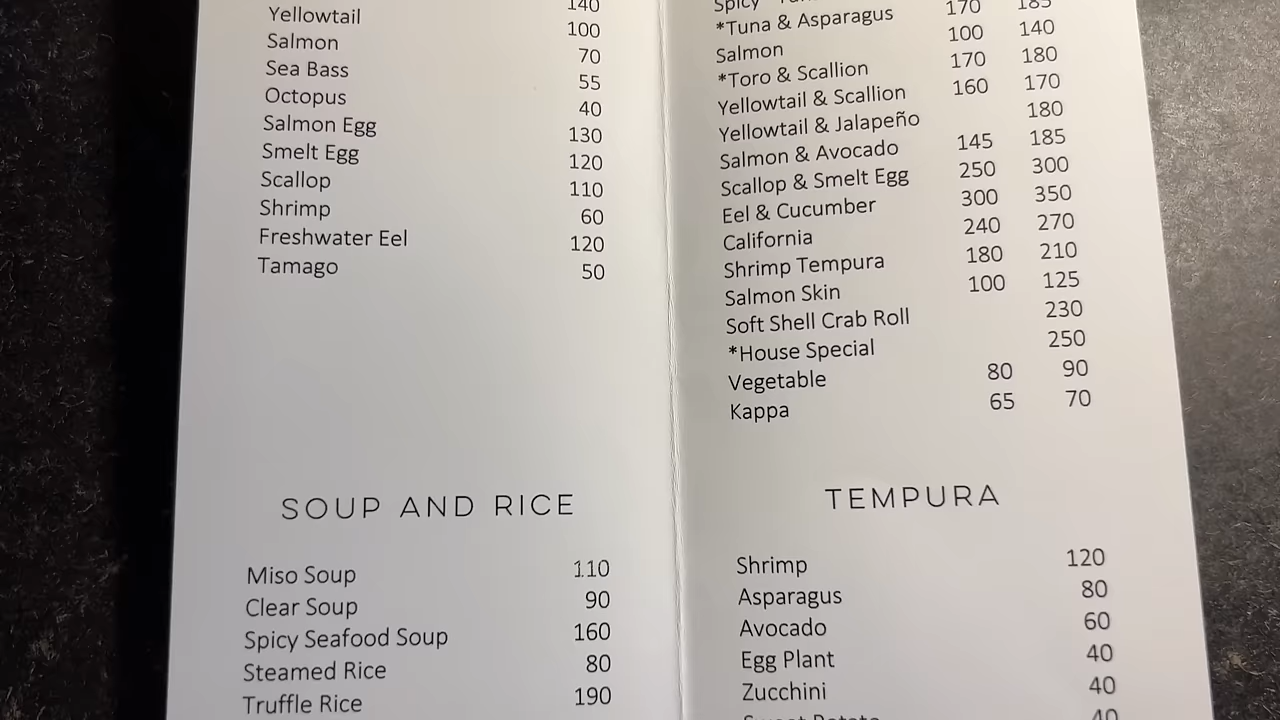 140
Yellowtail 100
Salmon 70
Sea Bass 55
Octopus 40
Salmon Egg 130
Smelt Egg 120
Scallop 110
Shrimp 60
Freshwater Eel 120
Tamago 50
SOUP AND RICE
Miso Soup 110
Clear Soup 90
Spicy Seafood Soup 160
Steamed Rice 80
Truffle Rice 190
Spicy
*Tuna & Asparagus 170 185
Salmon 100 140
*Toro & Scallion 170 180
Yellowtail & Scallion 160 170
Yellowtail & Jalapeño 180
Salmon & Avocado 145 185
Scallop & Smelt Egg 250 300
Eel & Cucumber 300 350
California 240 270
Shrimp Tempura 180 210
Salmon Skin 100 125
Soft Shell Crab Roll 230
*House Special 250
Vegetable 80 90
Kappa 65 70
TEMPURA
Shrimp 120
Asparagus 80
Avocado 60
Egg Plant 40
Zucchini 40
Sweet Potato 40